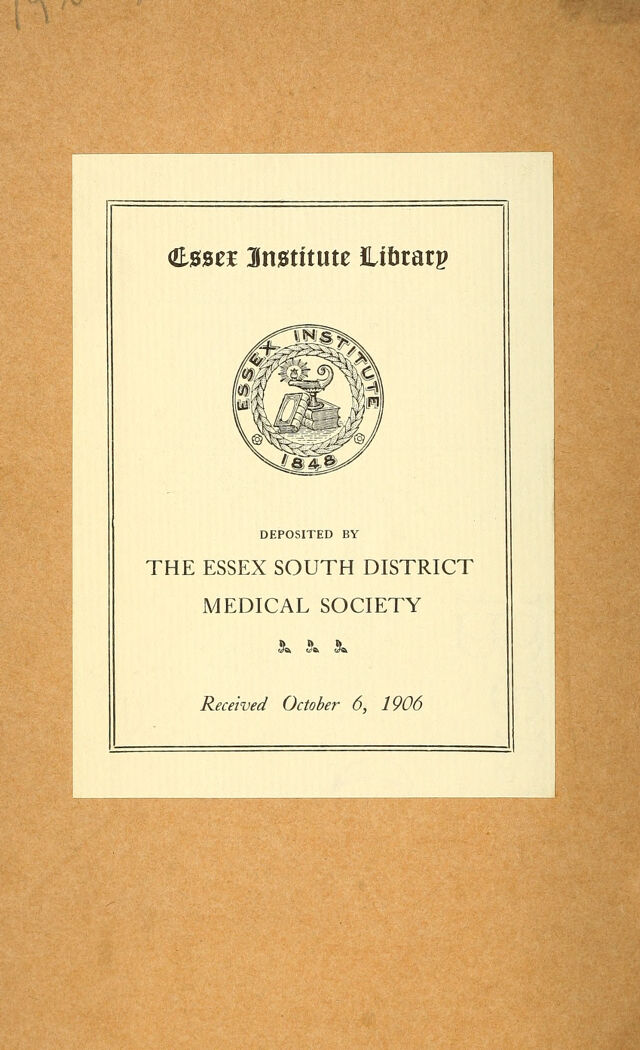 Essex Institute Library
ESSEX INSTITUTE
1848
DEPOSITED BY
THE ESSEX SOUTH DISTRICT
MEDICAL SOCIETY
Received October 6, 1906